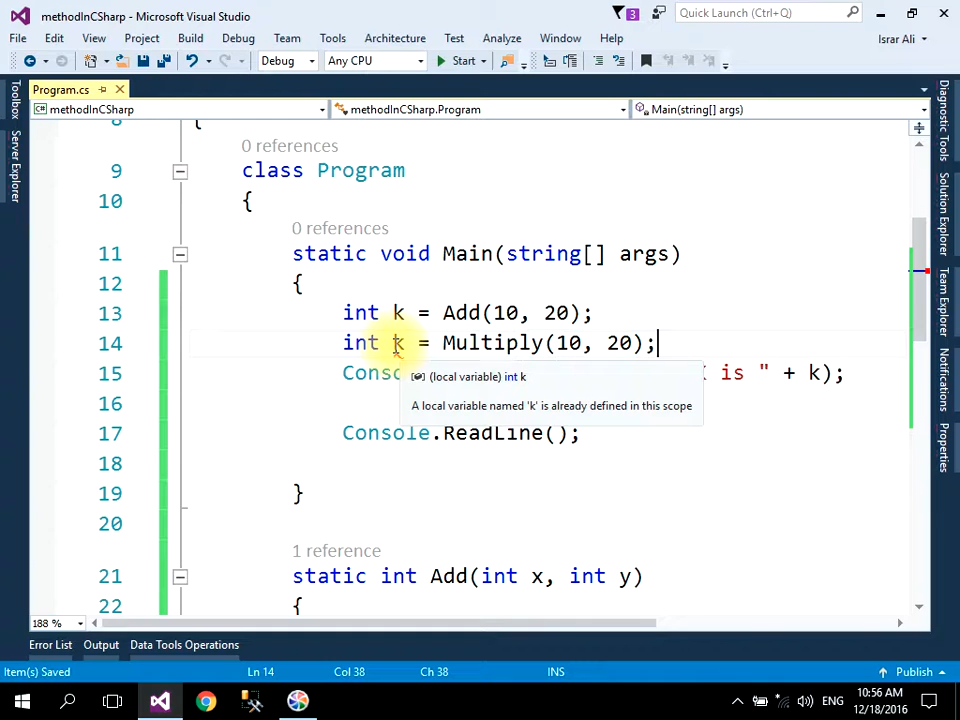 methodInCSharp - Microsoft Visual Studio
3
Quick Launch (Ctrl+Q)
File Edit View Project Build Debug Team Tools Architecture Test Analyze Window Help
Israr Ali
Debug Any CPU Start
Program.cs
methodInCSharp methodInCSharp.Program Main(string[] args)
8 {
0 references
9 class Program
10 {
0 references
11 static void Main(string[] args)
12 {
13 int k = Add(10, 20);
14 int k = Multiply(10, 20);
15 Conso is " + k);
(local variable) int k
A local variable named 'k' is already defined in this scope
16
17 Console.ReadLine();
18
19 }
20
1 reference
21 static int Add(int x, int y)
22 {
188 %
Toolbox
Server Explorer
Diagnostic Tools
Solution Explorer
Team Explorer
Notifications
Properties
Error List Output Data Tools Operations
Item(s) Saved Ln 14 Col 38 Ch 38 INS Publish
ENG
10:56 AM
12/18/2016